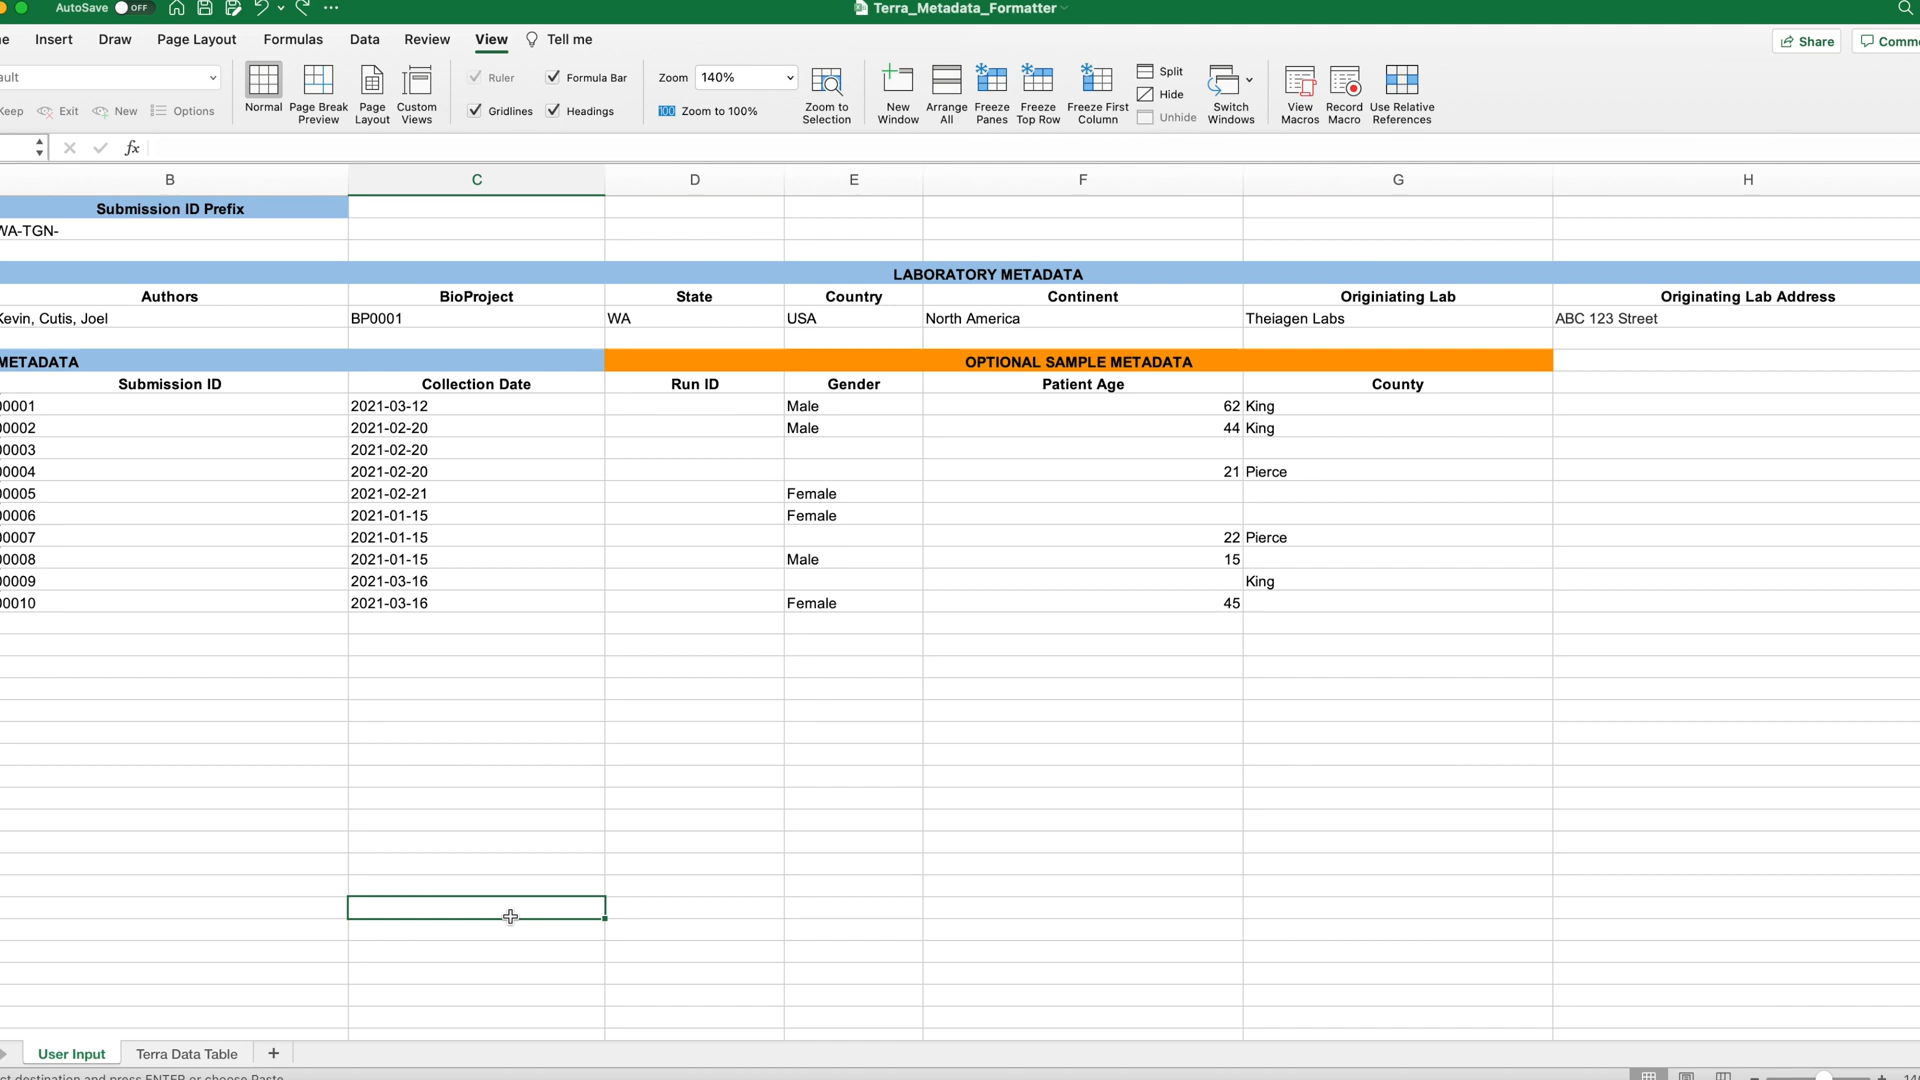 AutoSave OFF Terra_Metadata_Formatter
Insert Draw Page Layout Formulas Data Review View Tell me Share
Ruler Formula Bar Zoom 140% Split
Keep Exit New Options Normal Page Break Preview Page Layout Custom Views Gridlines Headings Zoom to 100% Zoom to Selection New Window Arrange All Freeze Panes Freeze Top Row Freeze First Column Hide Unhide Switch Windows View Macros Record Macro Use Relative References
fx
B C D E F G H
Submission ID Prefix
WA-TGN-
LABORATORY METADATA
Authors BioProject State Country Continent Originiating Lab Originating Lab Address
Kevin, Cutis, Joel BP0001 WA USA North America Theiagen Labs ABC 123 Street
METADATA OPTIONAL SAMPLE METADATA
Submission ID Collection Date Run ID Gender Patient Age County
00001 2021-03-12 Male 62 King
00002 2021-02-20 Male 44 King
00003 2021-02-20
00004 2021-02-20 21 Pierce
00005 2021-02-21 Female
00006 2021-01-15 Female
00007 2021-01-15 22 Pierce
00008 2021-01-15 Male 15
00009 2021-03-16 King
00010 2021-03-16 Female 45
User Input Terra Data Table +
destination and press ENTER or choose Paste